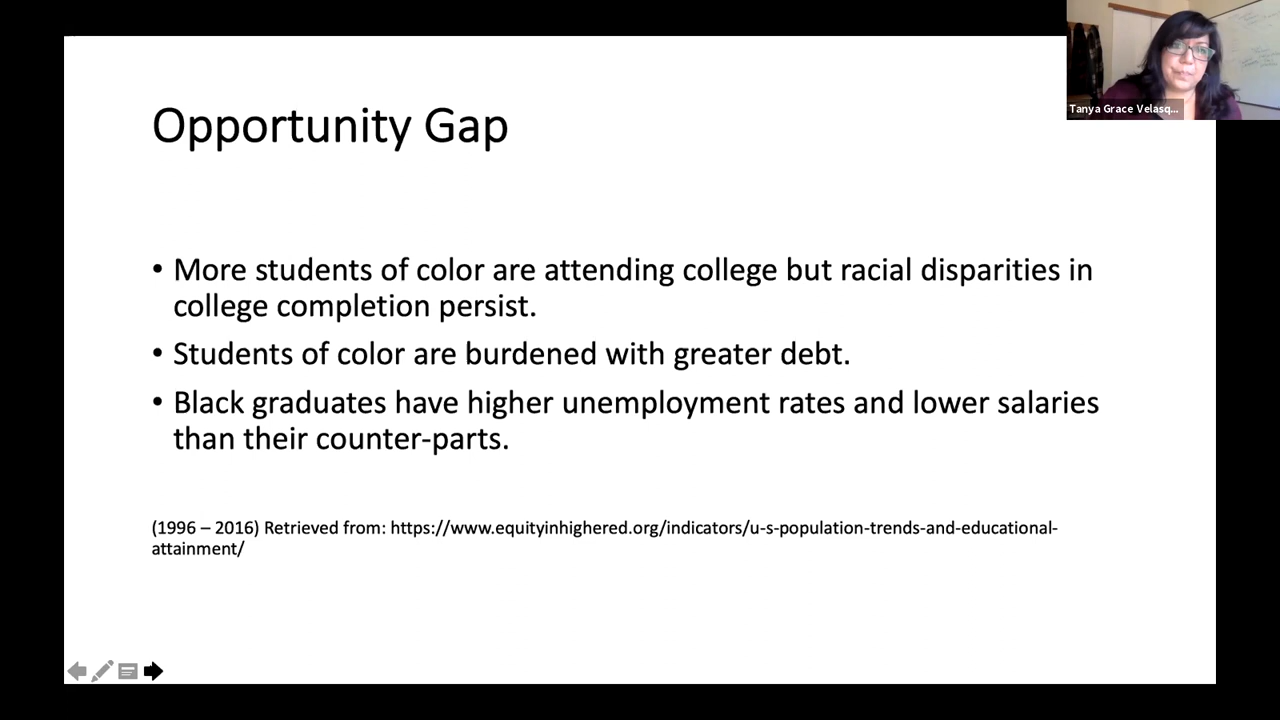 Opportunity Gap
Tanya Grace Velasq...
• More students of color are attending college but racial disparities in
college completion persist.
• Students of color are burdened with greater debt.
• Black graduates have higher unemployment rates and lower salaries
than their counter-parts.
(1996 – 2016) Retrieved from: https://www.equityinhighered.org/indicators/u-s-population-trends-and-educational-
attainment/